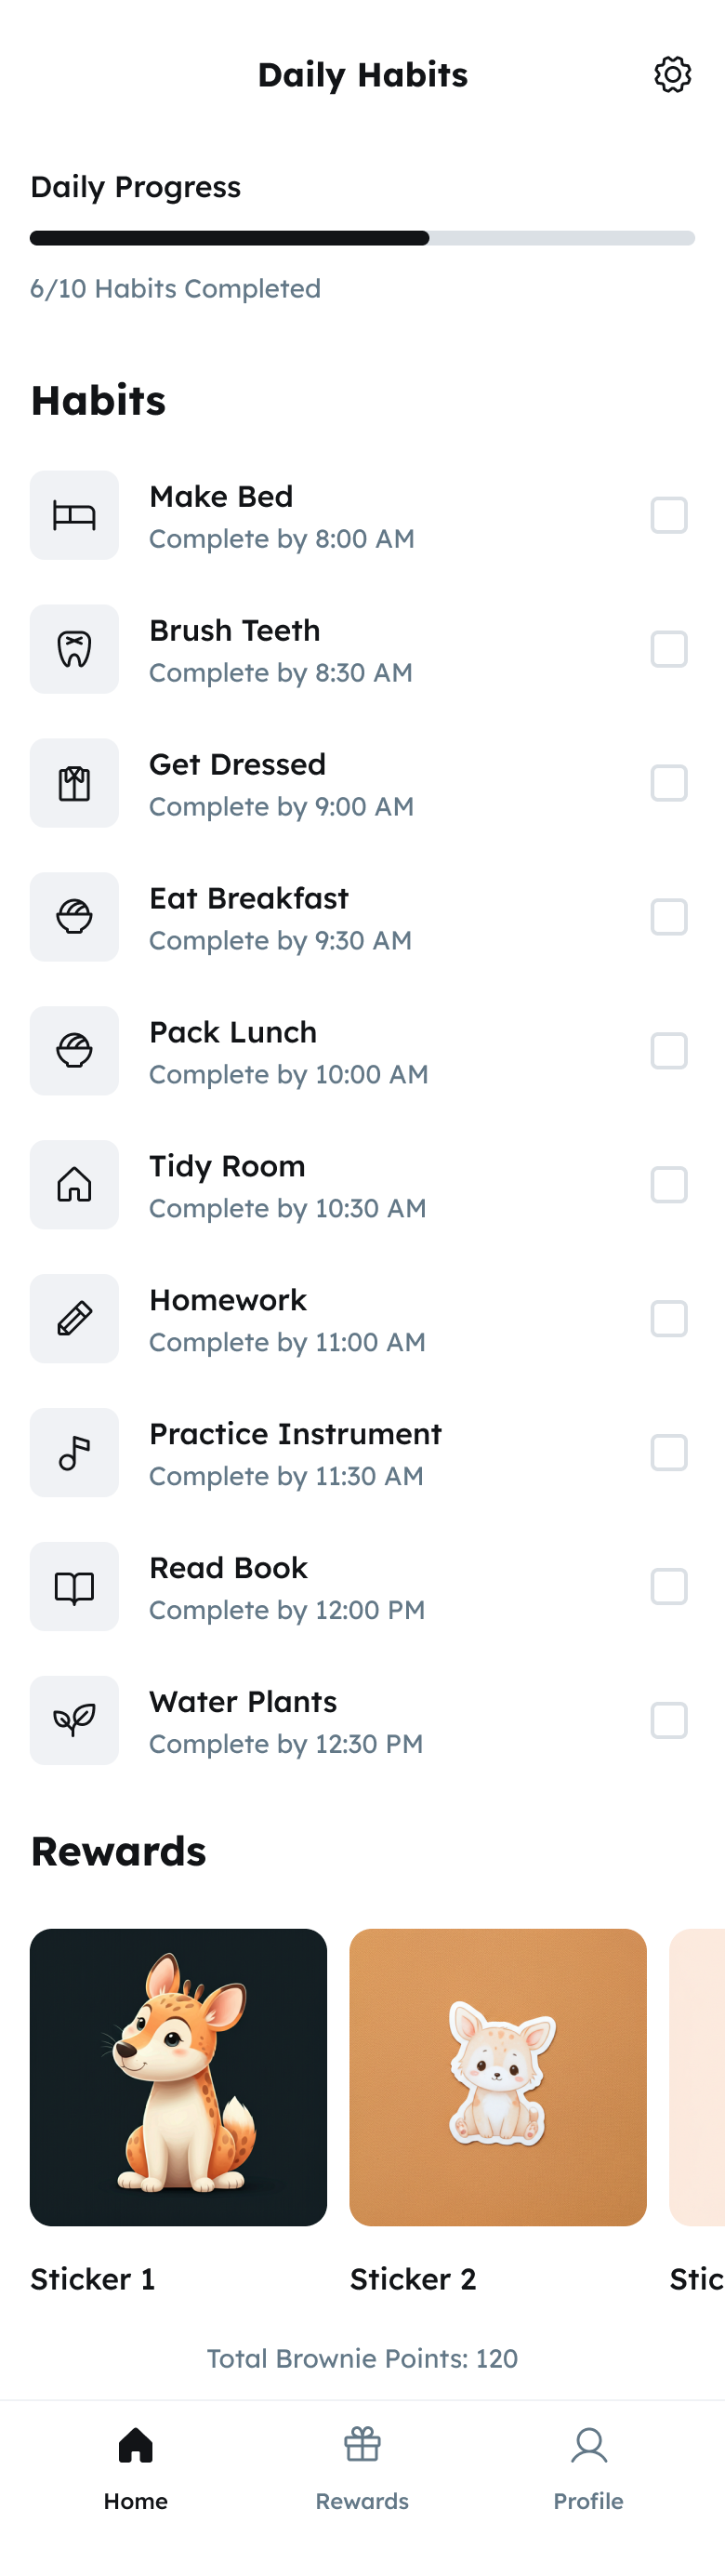 Daily Habits
Daily Progress
6/10 Habits Completed
Habits
Make Bed
Complete by 8:00 AM
Brush Teeth
Complete by 8:30 AM
Get Dressed
Complete by 9:00 AM
Eat Breakfast
Complete by 9:30 AM
Pack Lunch
Complete by 10:00 AM
Tidy Room
Complete by 10:30 AM
Homework
Complete by 11:00 AM
Practice Instrument
Complete by 11:30 AM
Read Book
Complete by 12:00 PM
Water Plants
Complete by 12:30 PM
Rewards
Sticker 1 Sticker 2 Stic
Total Brownie Points: 120
Home Rewards Profile